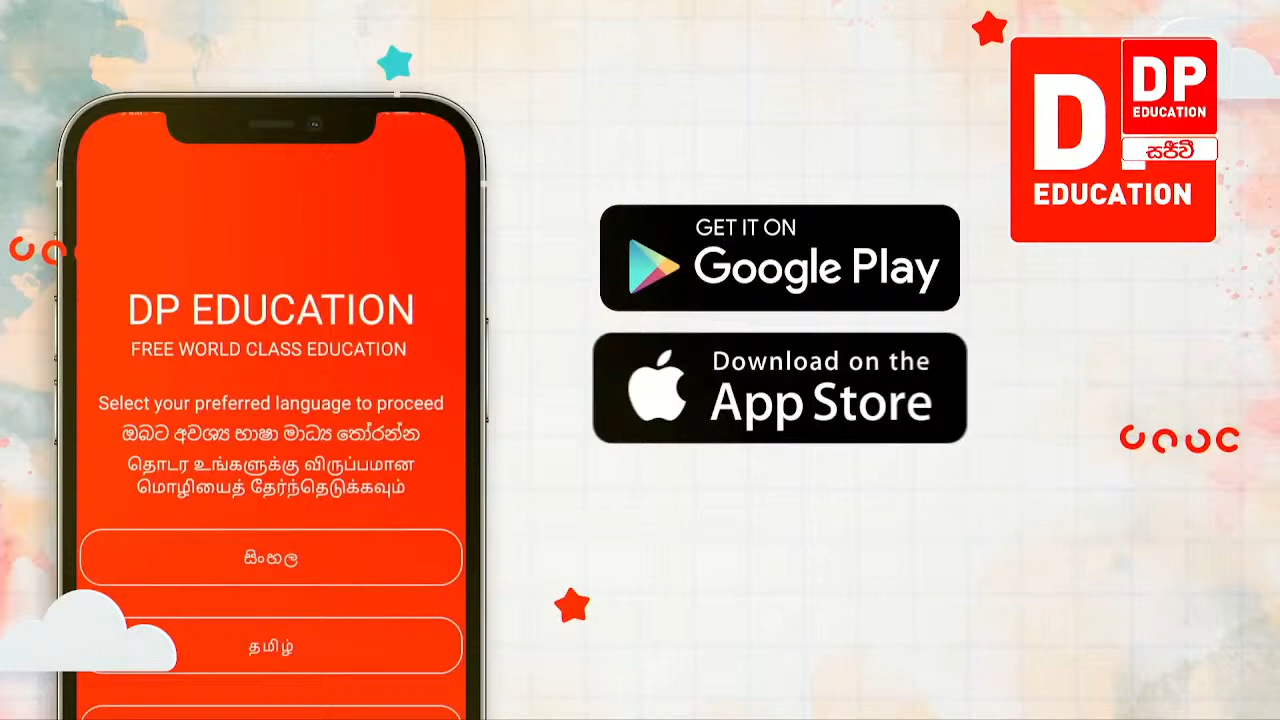 DP EDUCATION
FREE WORLD CLASS EDUCATION
Select your preferred language to proceed
ඔබට අවශ්‍ය භාෂා මාධ්‍ය තෝරන්න
தொடர உங்களுக்கு விருப்பமான
மொழியைத் தேர்ந்தெடுக்கவும்
සිංහල
தமிழ்
GET IT ON
Google Play
Download on the
App Store
D
EDUCATION
DP
EDUCATION
සජීවී